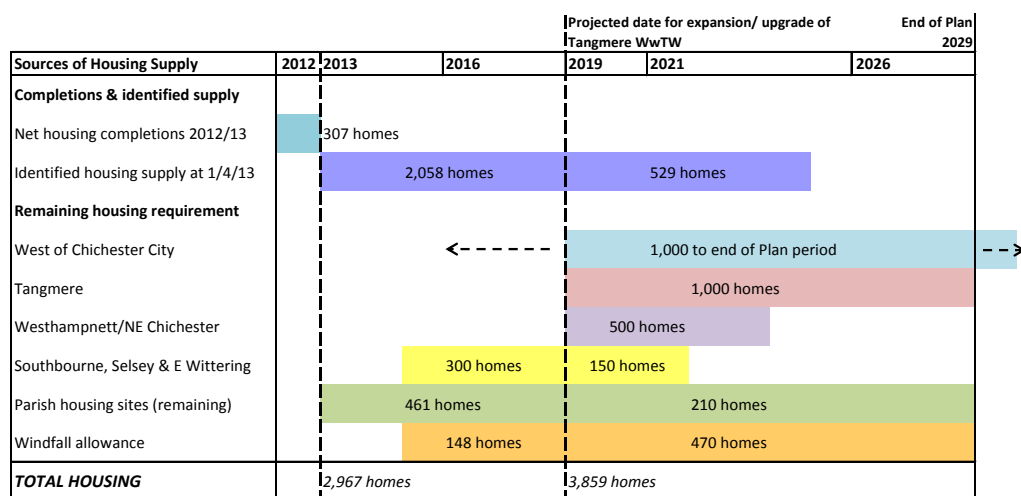 Projected date for expansion/ upgrade of End of Plan
Tangmere WwTW 2029
Sources of Housing Supply 2012 2013 2016 2019 2021 2026
Completions & identified supply
Net housing completions 2012/13 307 homes
Identified housing supply at 1/4/13 2,058 homes 529 homes
Remaining housing requirement
West of Chichester City 1,000 to end of Plan period
Tangmere 1,000 homes
Westhampnett/NE Chichester 500 homes
Southbourne, Selsey & E Wittering 300 homes 150 homes
Parish housing sites (remaining) 461 homes 210 homes
Windfall allowance 148 homes 470 homes
TOTAL HOUSING 2,967 homes 3,859 homes